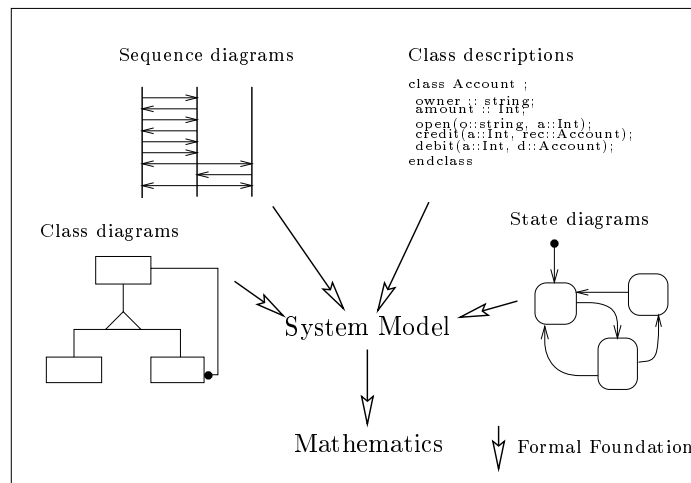 Sequence diagrams
Class descriptions
class Account ;
owner :: string;
amount :: Int;
open(o::string, a::Int);
credit(a::Int, rec::Account);
debit(a::Int, d::Account);
endclass
Class diagrams
State diagrams
System Model
Mathematics
Formal Foundation